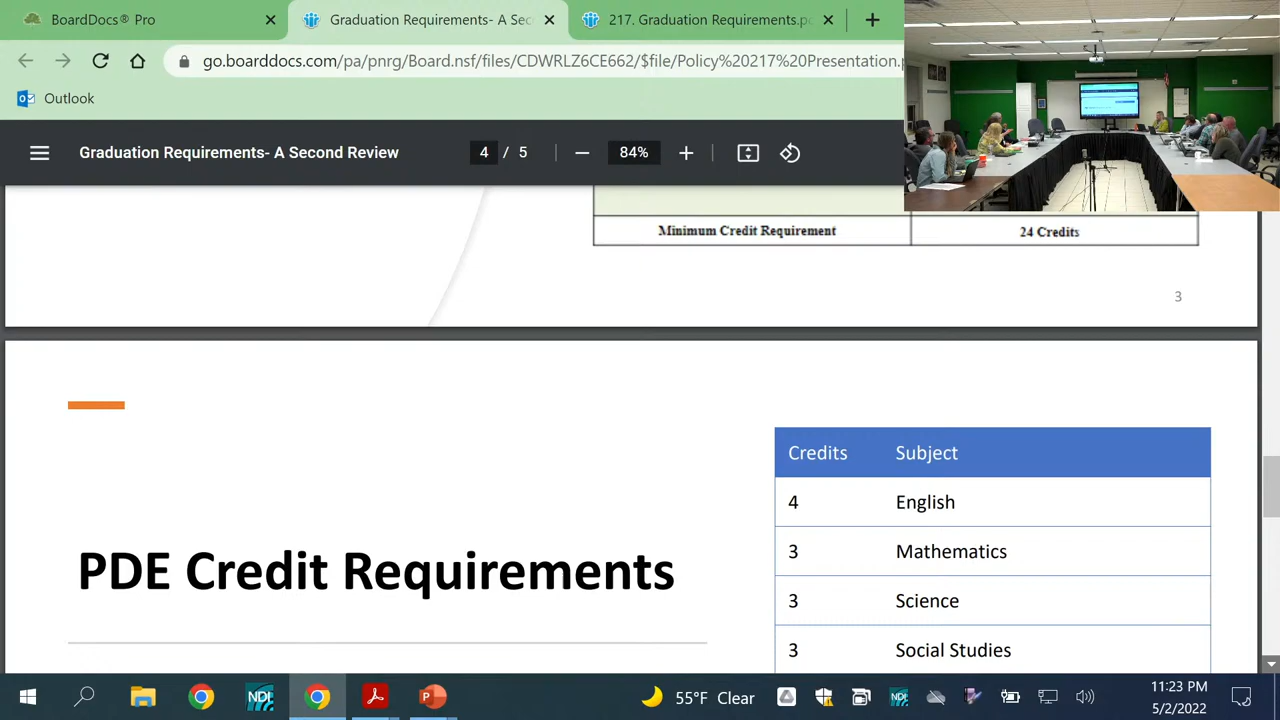 BoardDocs® Pro
Graduation Requirements- A Sec
217. Graduation Requirements.p
go.boarddocs.com/pa/pnrg/Board.nsf/files/CDWRLZ6CE662/$file/Policy%20217%20Presentation.p
Outlook
Graduation Requirements- A Second Review
4 / 5
84%
Minimum Credit Requirement
24 Credits
3
PDE Credit Requirements
Credits Subject
4 English
3 Mathematics
3 Science
3 Social Studies
NDI
55°F Clear
NDI
11:23 PM
5/2/2022